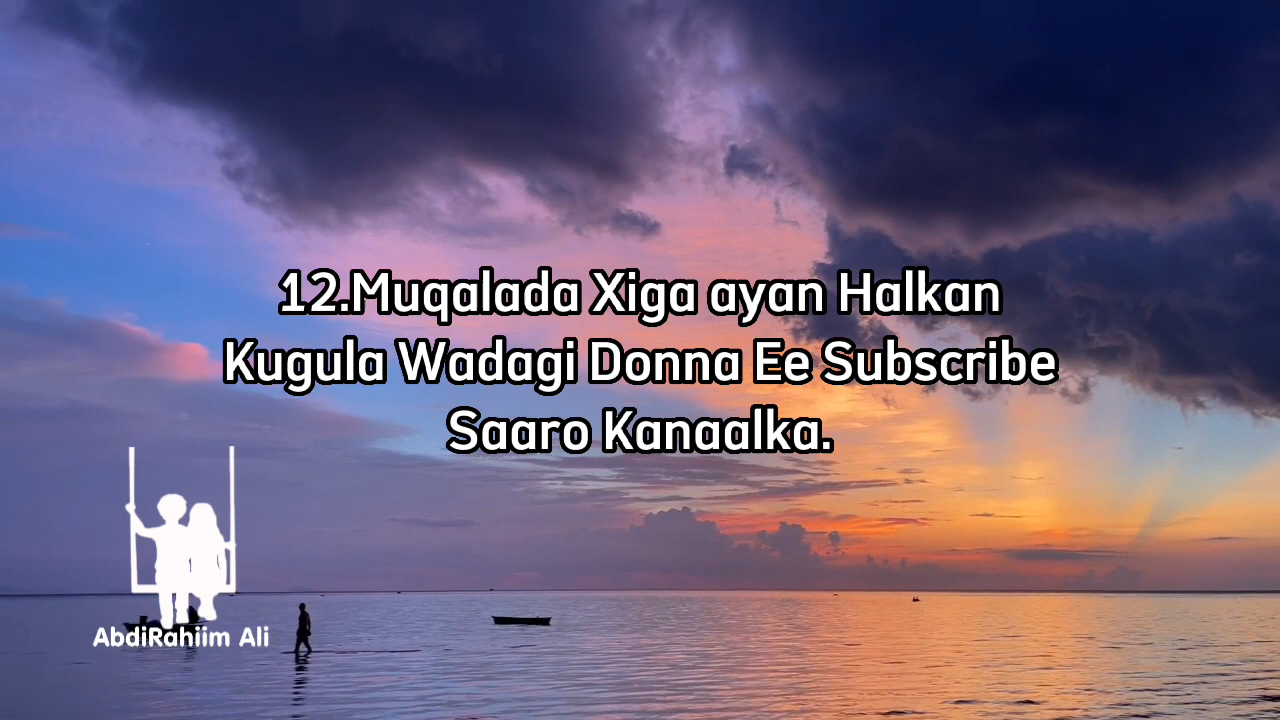 12.Muqalada Xiga ayan Halkan
Kugula Wadagi Donna Ee Subscribe
Saaro Kanaalka.
AbdiRahiim Ali